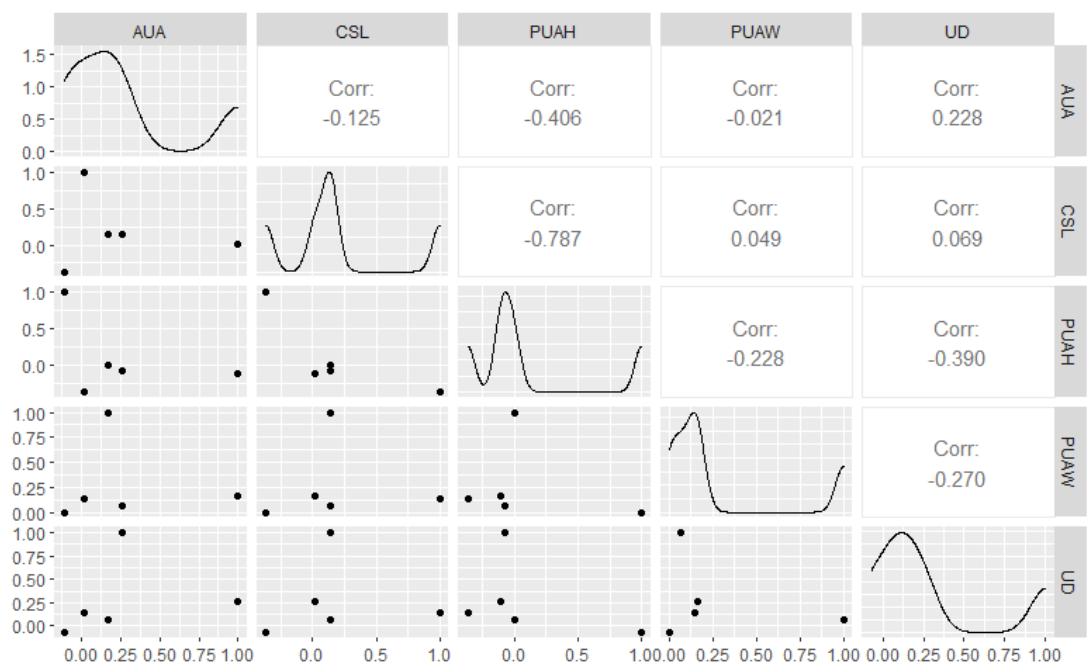 AUA CSL PUAH PUAW UD
1.5
1.0
0.5
0.0
Corr:
-0.125
Corr:
-0.406
Corr:
-0.021
Corr:
0.228
AUA
1.0
0.5
0.0
Corr:
-0.787
Corr:
0.049
Corr:
0.069
CSL
1.0
0.5
0.0
Corr:
-0.228
Corr:
-0.390
PUAH
1.00
0.75
0.50
0.25
0.00
Corr:
-0.270
PUAW
1.00
0.75
0.50
0.25
0.00
UD
0.00 0.25 0.50 0.75 1.00 0.0 0.5 1.0 0.0 0.5 1.0 0.00 0.25 0.50 0.75 1.00 0.00 0.25 0.50 0.75 1.00